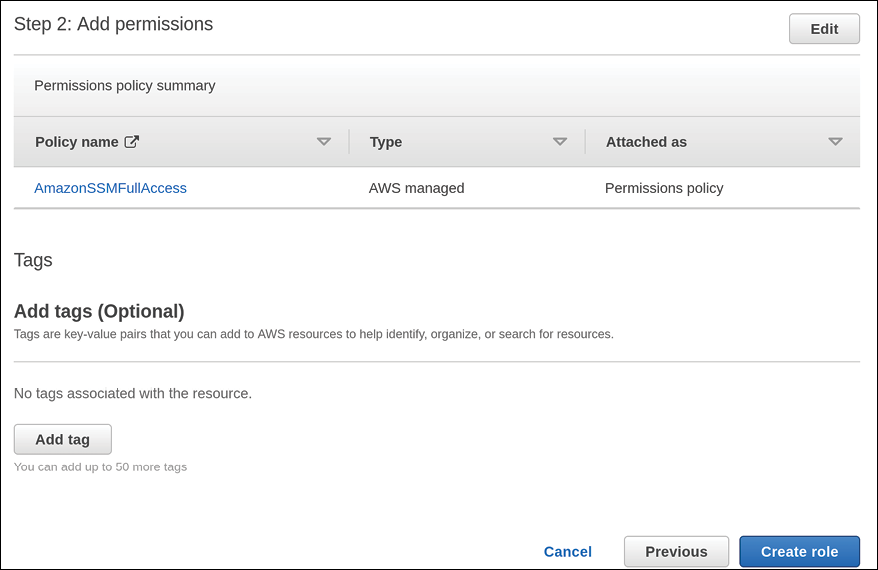 Step 2: Add permissions
Edit
Permissions policy summary
Policy name Type Attached as
AmazonSSMFullAccess AWS managed Permissions policy
Tags
Add tags (Optional)
Tags are key-value pairs that you can add to AWS resources to help identify, organize, or search for resources.
No tags associated with the resource.
Add tag
You can add up to 50 more tags
Cancel Previous Create role